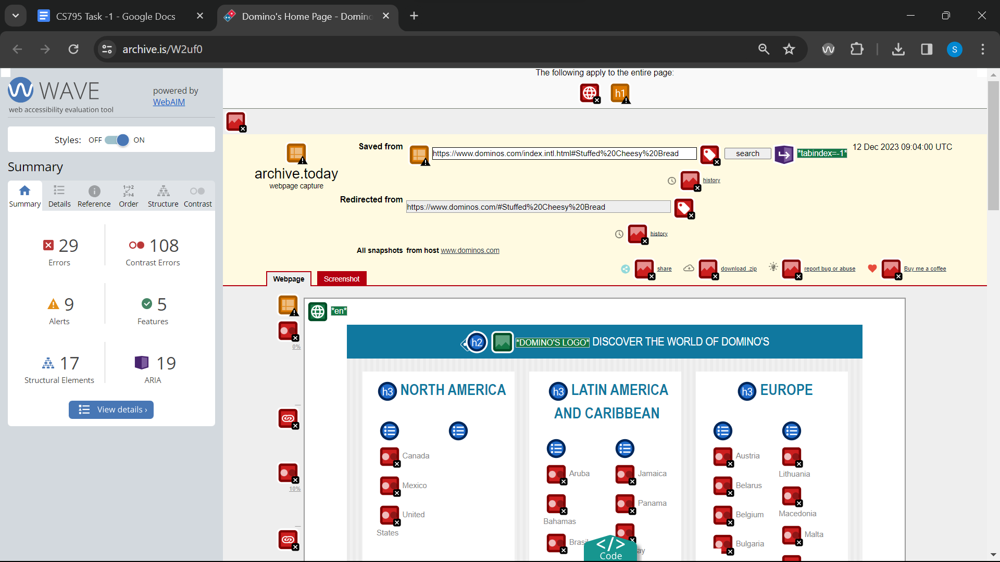 CS795 Task -1 - Google Docs
Domino's Home Page - Domino
archive.is/W2uf0
S
WAVE
web accessibility evaluation tool
powered by
WebAIM
Styles: OFF ON
Summary
Summary Details Reference Order Structure Contrast
29
Errors
108
Contrast Errors
9
Alerts
5
Features
17
Structural Elements
19
ARIA
View details ›
The following apply to the entire page:
h1
archive.today
webpage capture
Saved from
https://www.dominos.com/index.intl.html#Stuffed%20Cheesy%20Bread
search
*tabindex=-1*
12 Dec 2023 09:04:00 UTC
history
Redirected from
https://www.dominos.com/#Stuffed%20Cheesy%20Bread
history
All snapshots from host www.dominos.com
share
download .zip
report bug or abuse
Buy me a coffee
Webpage
Screenshot
*en*
0%
10%
h2 *DOMINO'S LOGO* DISCOVER THE WORLD OF DOMINO'S
h3 NORTH AMERICA
Canada
Mexico
United
States
h3 LATIN AMERICA
AND CARIBBEAN
Aruba
Bahamas
Brasil
Jamaica
Panama
ay
h3 EUROPE
Austria
Belarus
Belgium
Bulgaria
Lithuania
Macedonia
Malta
</>
Code